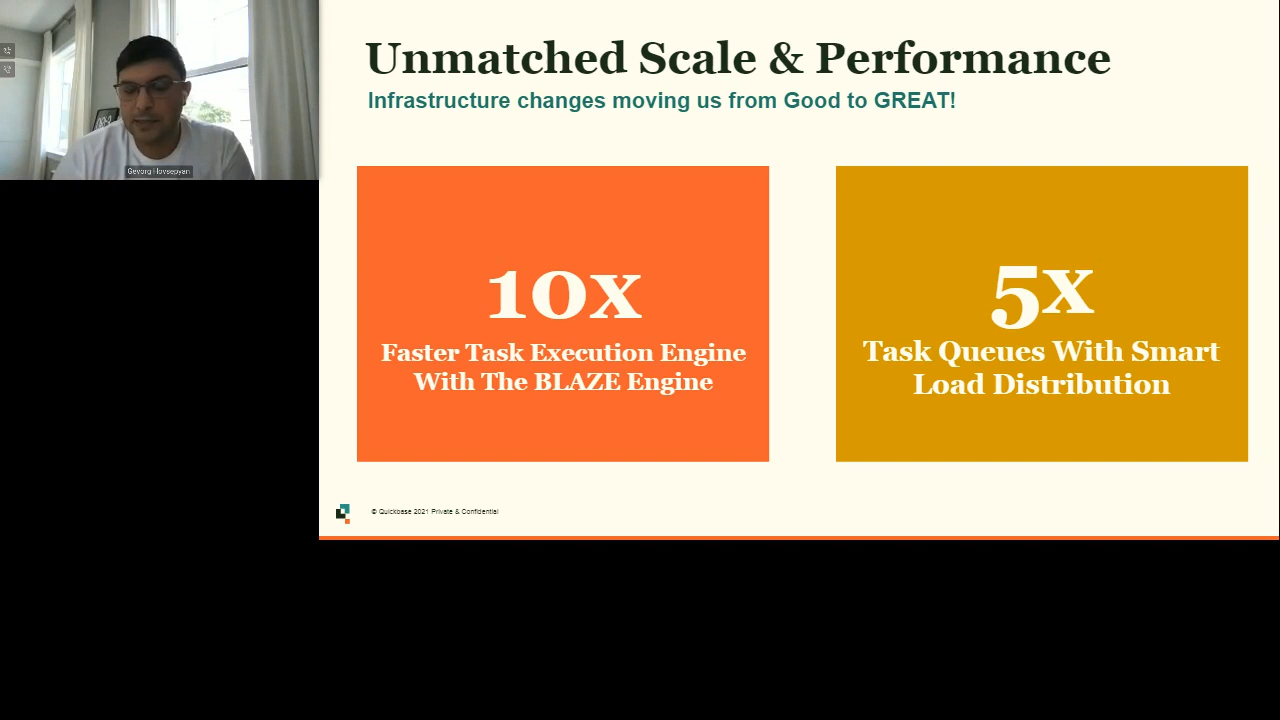 Gevorg Hovsepyan
Unmatched Scale & Performance
Infrastructure changes moving us from Good to GREAT!
10x
Faster Task Execution Engine
With The BLAZE Engine
5x
Task Queues With Smart
Load Distribution
© Quickbase 2021 Private & Confidential